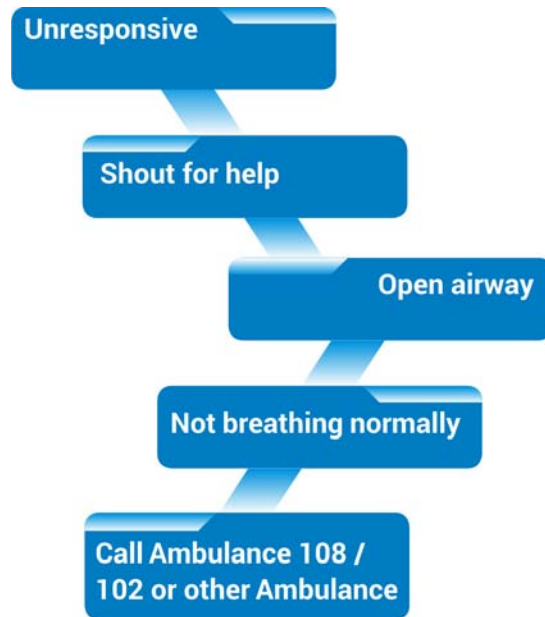 Unresponsive
Shout for help
Open airway
Not breathing normally
Call Ambulance 108 /
102 or other Ambulance